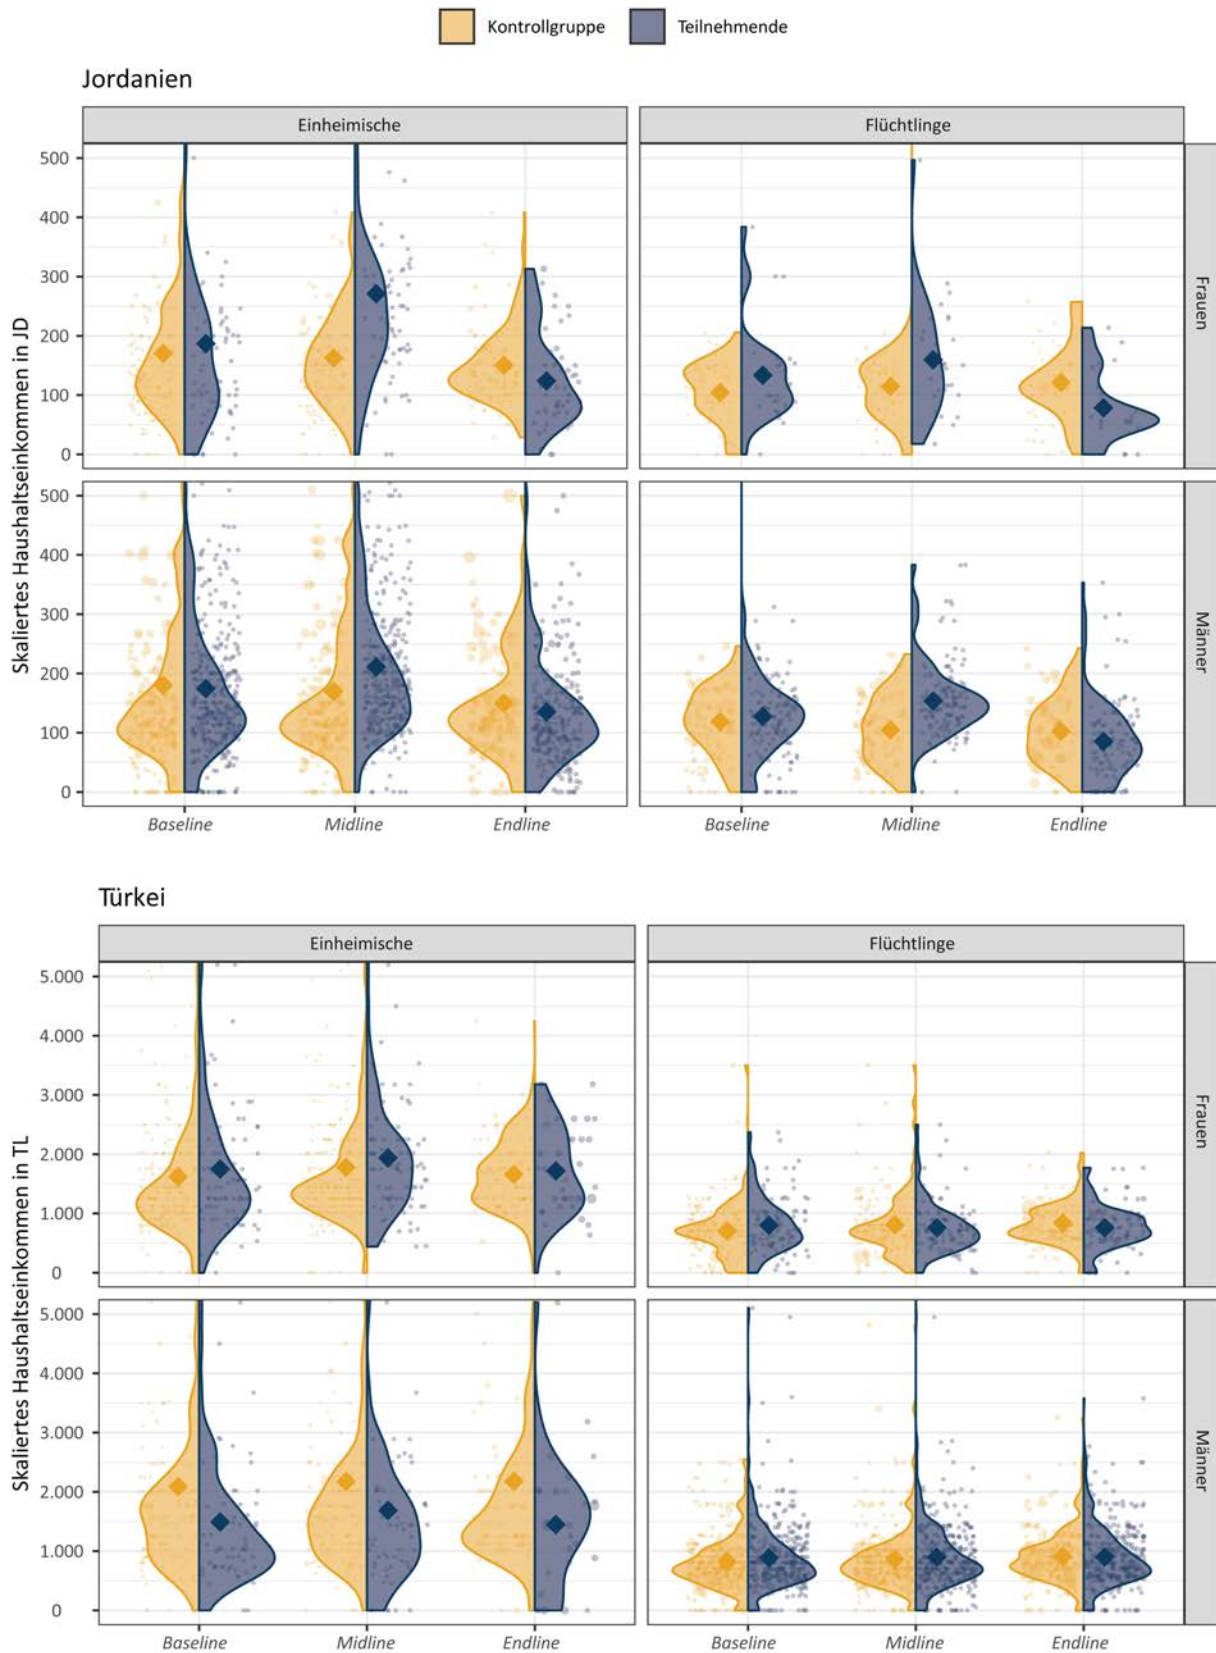 Kontrollgruppe Teilnehmende
Jordanien
Einheimische Flüchtlinge
Skaliertes Haushaltseinkommen in JD
500
400
300
200
100
0
Frauen
500
400
300
200
100
0
Männer
Baseline Midline Endline Baseline Midline Endline
Türkei
Einheimische Flüchtlinge
Skaliertes Haushaltseinkommen in TL
5.000
4.000
3.000
2.000
1.000
0
Frauen
5.000
4.000
3.000
2.000
1.000
0
Männer
Baseline Midline Endline Baseline Midline Endline